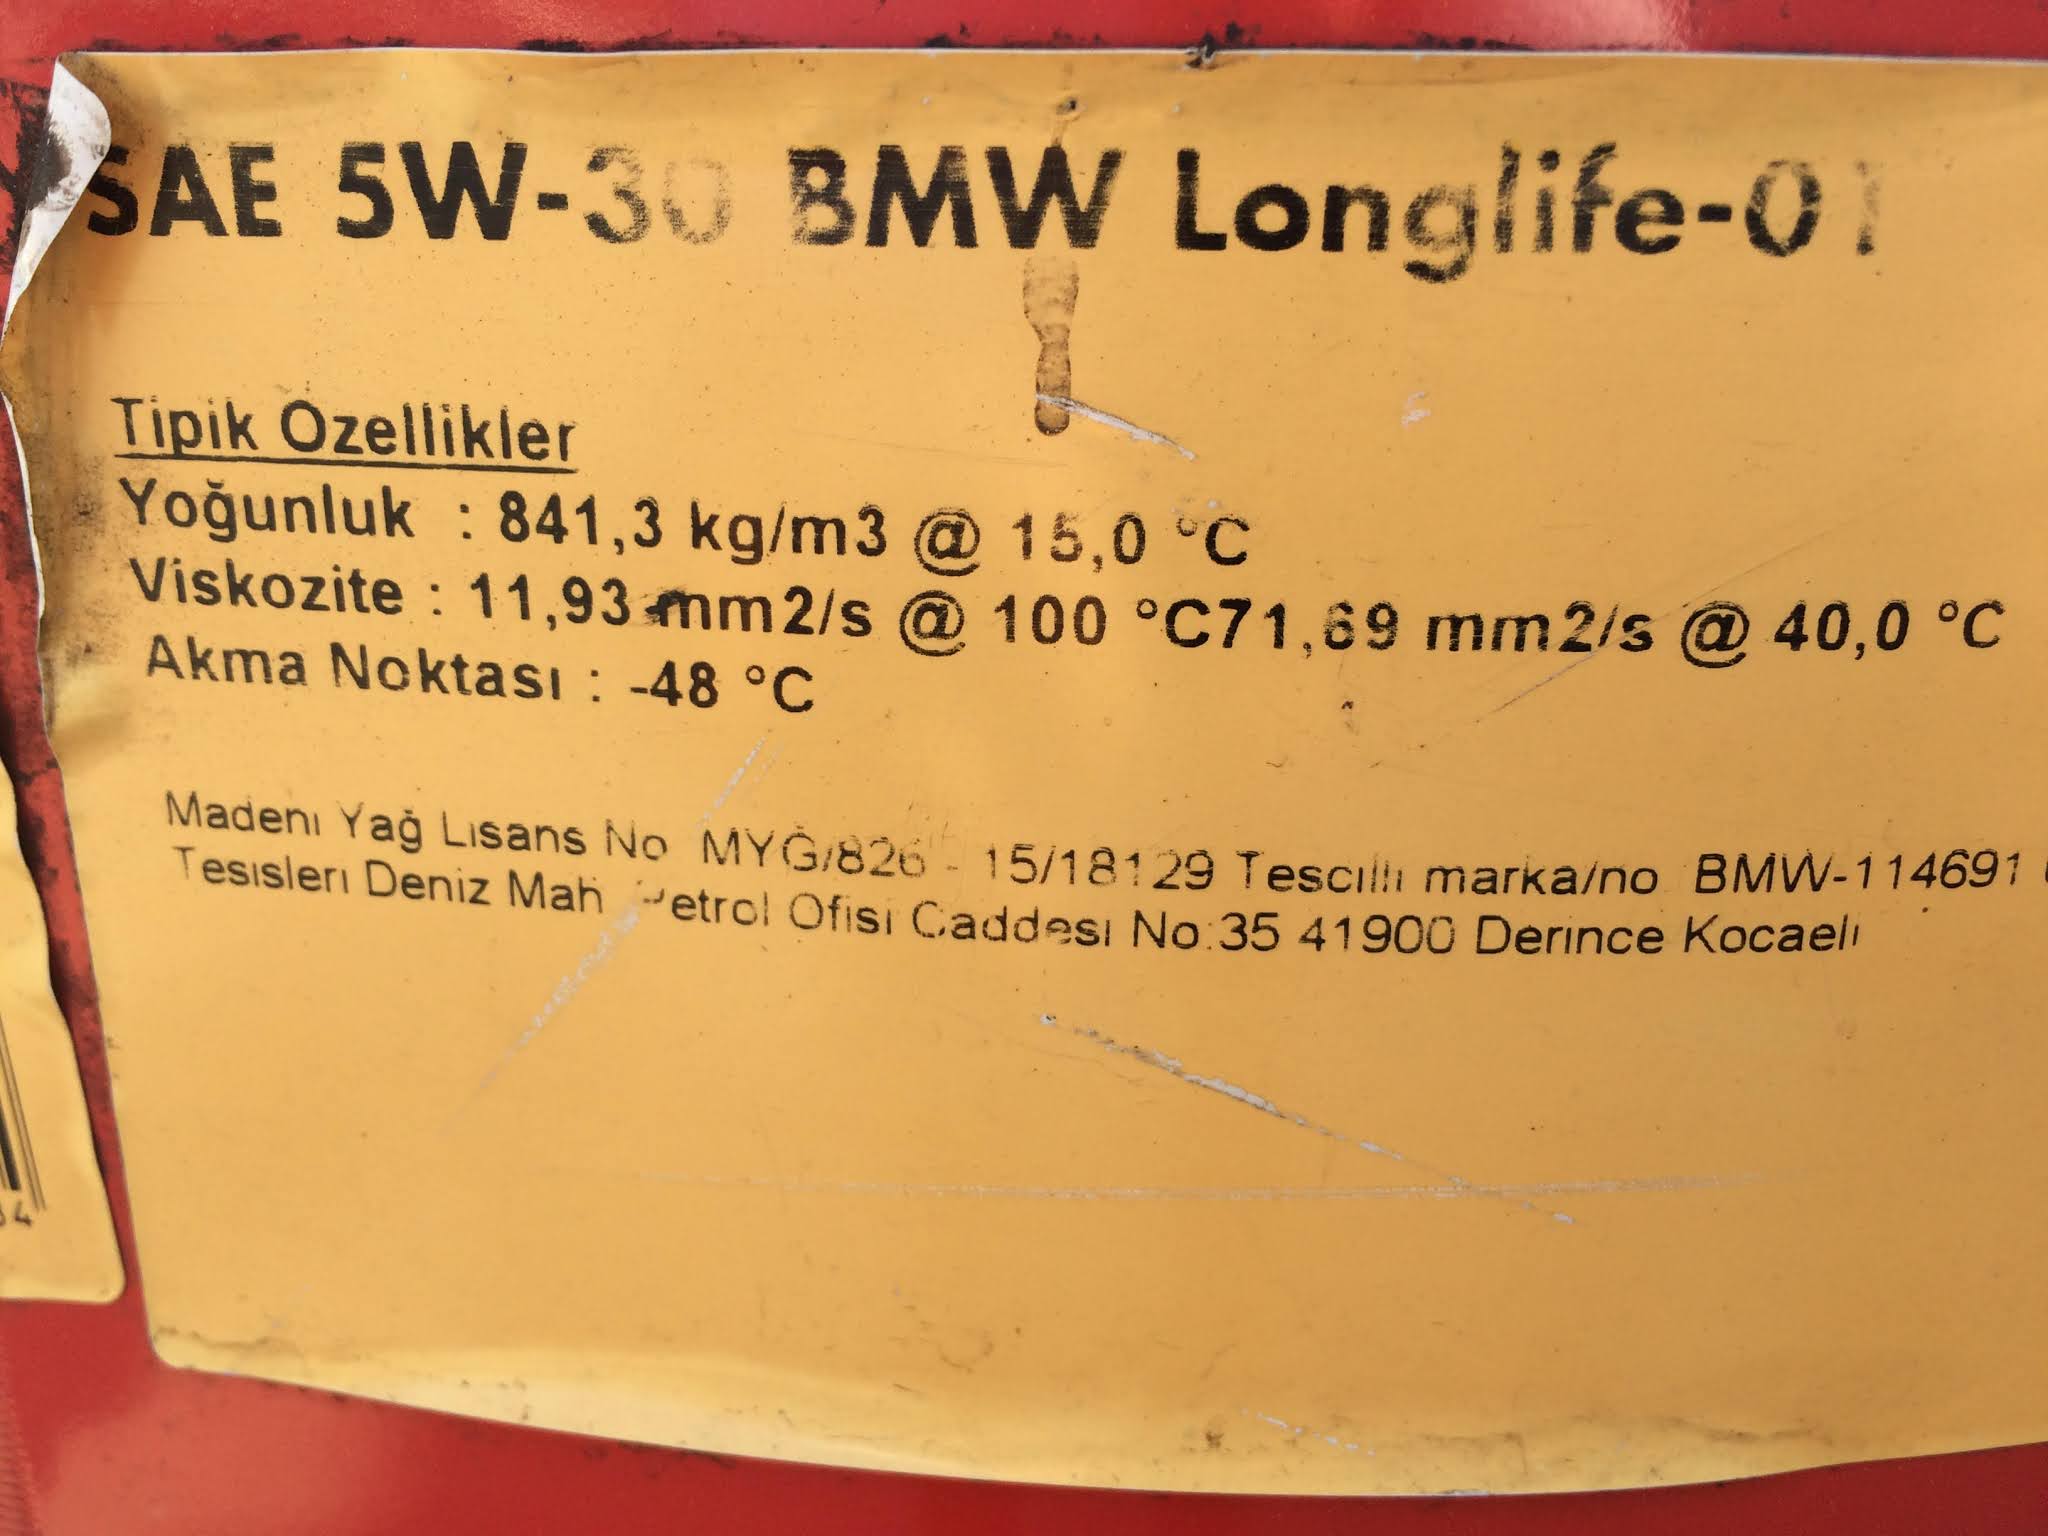 SAE 5W-30 BMW Longlife-01
Tipik Özellikler
Yoğunluk : 841,3 kg/m3 @ 15,0 °C
Viskozite : 11,93 mm2/s @ 100 °C71,69 mm2/s @ 40,0 °C
Akma Noktası : -48 °C
Madeni Yağ Lisans No MYĞ/826 - 15/18129 Tescilli marka/no BMW-114691
Tesisleri Deniz Mah Petrol Ofisi Caddesi No:35 41900 Derince Kocaeli